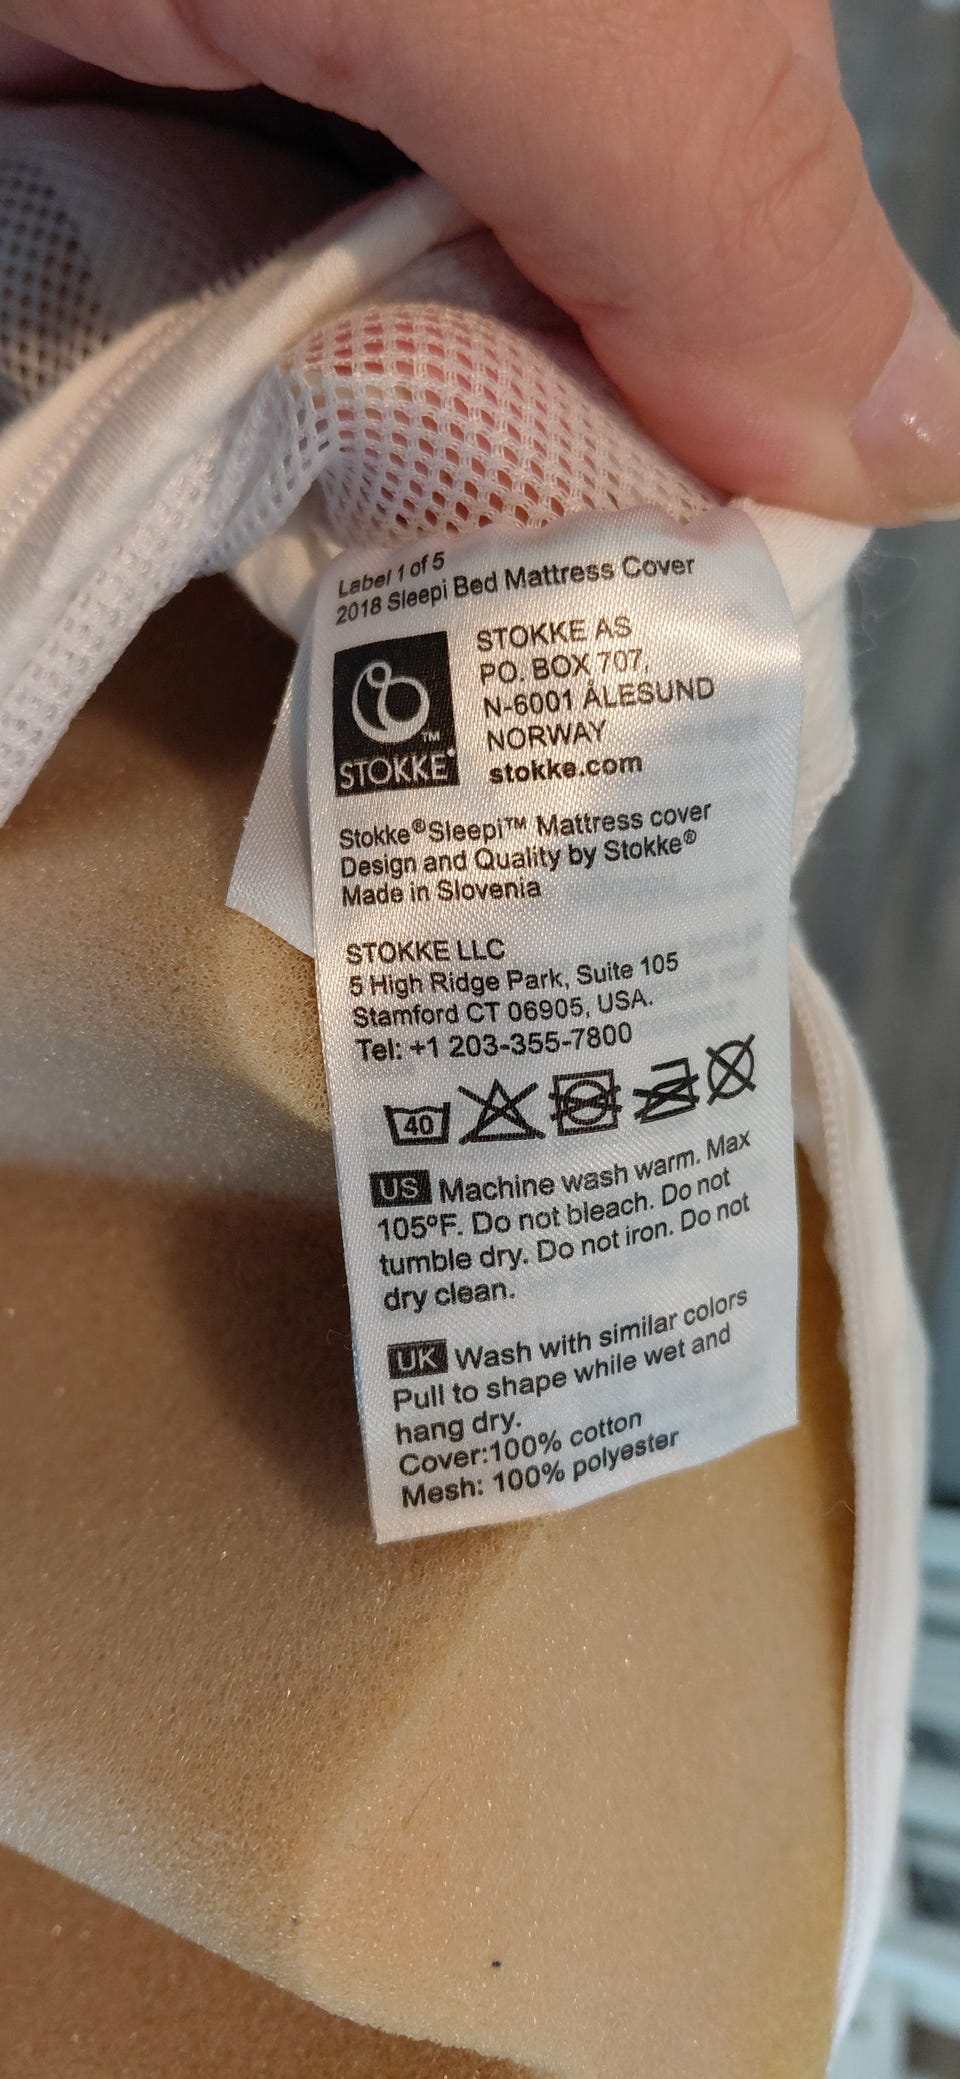 Label 1 of 5
2018 Sleepi Bed Mattress Cover
STOKKE AS
PO. BOX 707,
N-6001 ÅLESUND
NORWAY
stokke.com
TM
STOKKE®
Stokke®Sleepi™ Mattress cover
Design and Quality by Stokke®
Made in Slovenia
STOKKE LLC
5 High Ridge Park, Suite 105
Stamford CT 06905, USA.
Tel: +1 203-355-7800
40
US Machine wash warm. Max
105ºF. Do not bleach. Do not
tumble dry. Do not iron. Do not
dry clean.
UK Wash with similar colors
Pull to shape while wet and
hang dry.
Cover:100% cotton
Mesh: 100% polyester